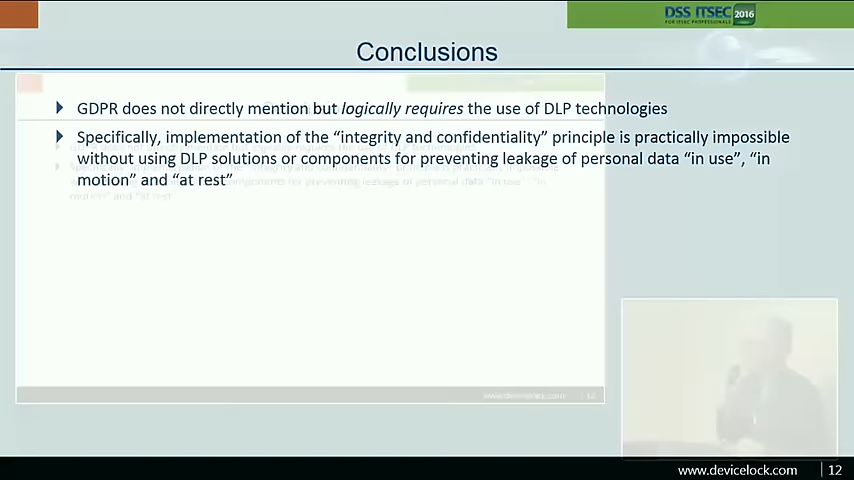 DSS ITSEC 2016
FOR ITSEC PROFESSIONALS
Conclusions
GDPR does not directly mention but logically requires the use of DLP technologies
Specifically, implementation of the “integrity and confidentiality” principle is practically impossible
without using DLP solutions or components for preventing leakage of personal data “in use”, “in
motion” and “at rest”
www.devicelock.com
12